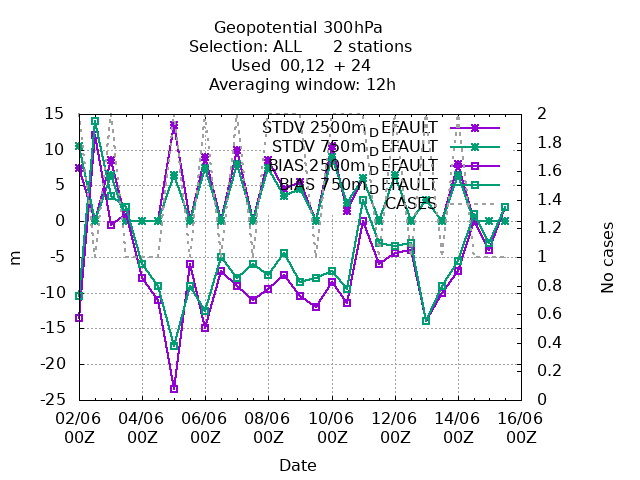 Geopotential 300hPa
Selection: ALL      2 stations
Used  00,12  + 24
Averaging window: 12h
STDV 2500m_DEFAULT
STDV 750m_DEFAULT
BIAS 2500m_DEFAULT
BIAS 750m_DEFAULT
CASES
15
10
5
0
-5
-10
-15
-20
-25
m
2
1.8
1.6
1.4
1.2
1
0.8
0.6
0.4
0.2
0
No cases
02/06 04/06 06/06 08/06 10/06 12/06 14/06 16/06
00Z 00Z 00Z 00Z 00Z 00Z 00Z 00Z
Date